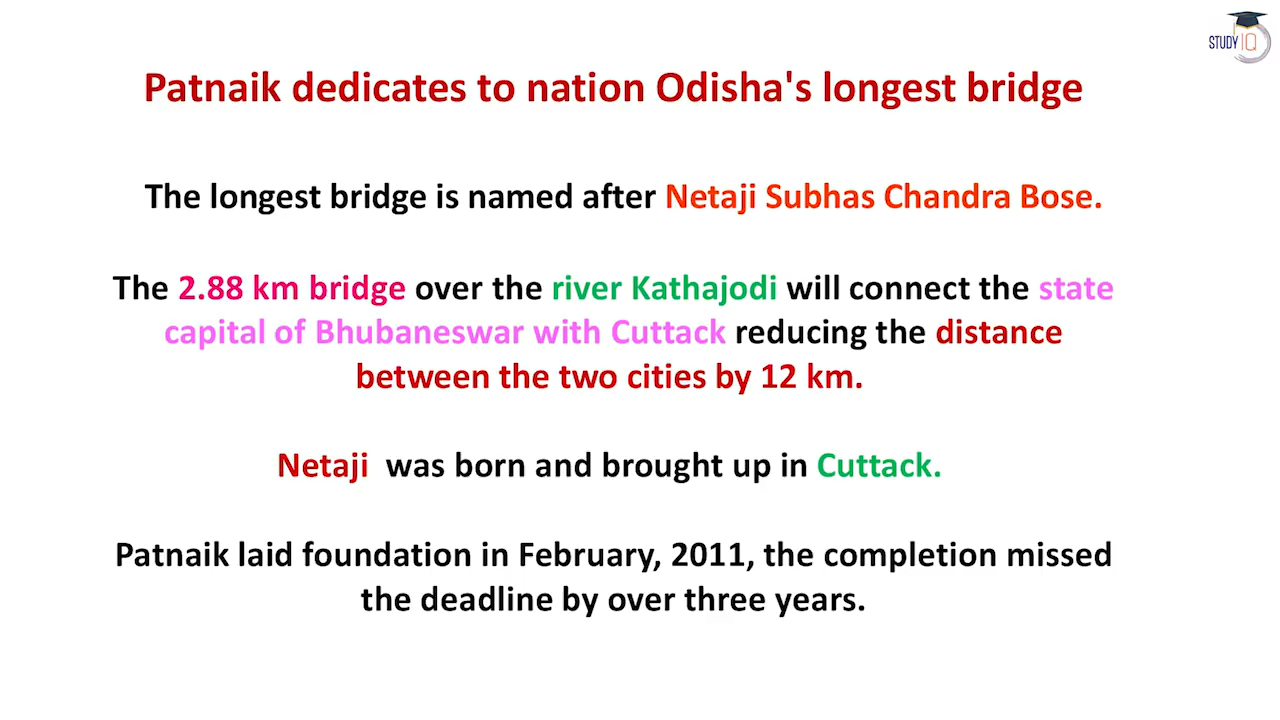 STUDY IQ
Patnaik dedicates to nation Odisha's longest bridge
The longest bridge is named after Netaji Subhas Chandra Bose.
The 2.88 km bridge over the river Kathajodi will connect the state
capital of Bhubaneswar with Cuttack reducing the distance
between the two cities by 12 km.
Netaji was born and brought up in Cuttack.
Patnaik laid foundation in February, 2011, the completion missed
the deadline by over three years.